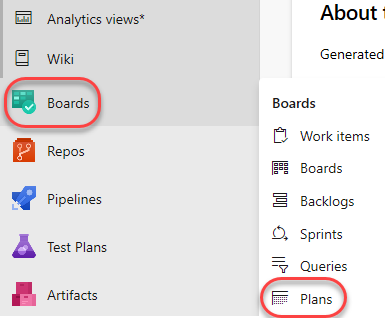 Analytics views*
Wiki
Boards
Repos
Pipelines
Test Plans
Artifacts
About
Generated
Boards
Work items
Boards
Backlogs
Sprints
Queries
Plans